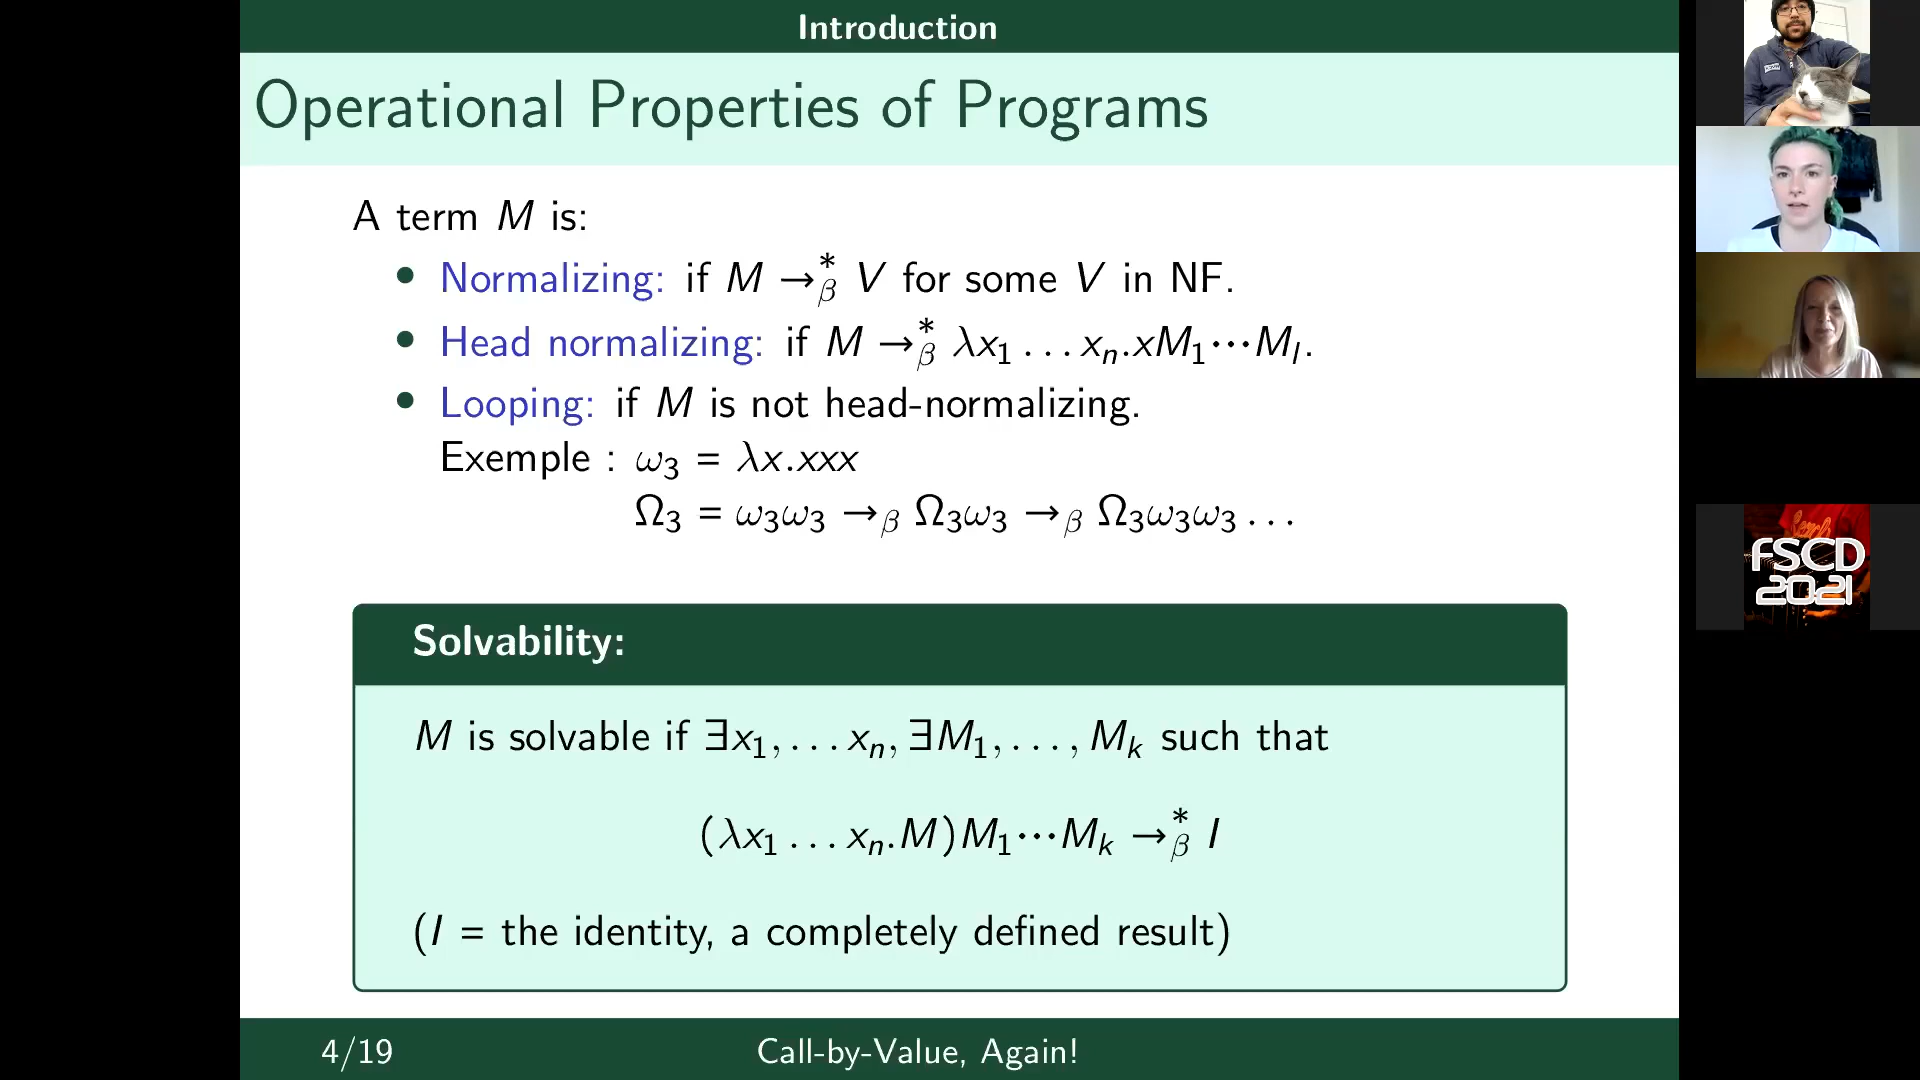 Introduction
Operational Properties of Programs
A term M is:
• Normalizing: if M →*β V for some V in NF.
• Head normalizing: if M →*β λx₁ … xₙ.xM₁⋯Mₗ.
• Looping: if M is not head-normalizing.
Exemple : ω₃ = λx.xxx
Ω₃ = ω₃ω₃ →β Ω₃ω₃ →β Ω₃ω₃ω₃ …
Solvability:
M is solvable if ∃x₁, … xₙ, ∃M₁, …, Mₖ such that
(λx₁ … xₙ.M)M₁⋯Mₖ →*β I
(I = the identity, a completely defined result)
4/19 Call-by-Value, Again!
FSCD
2021